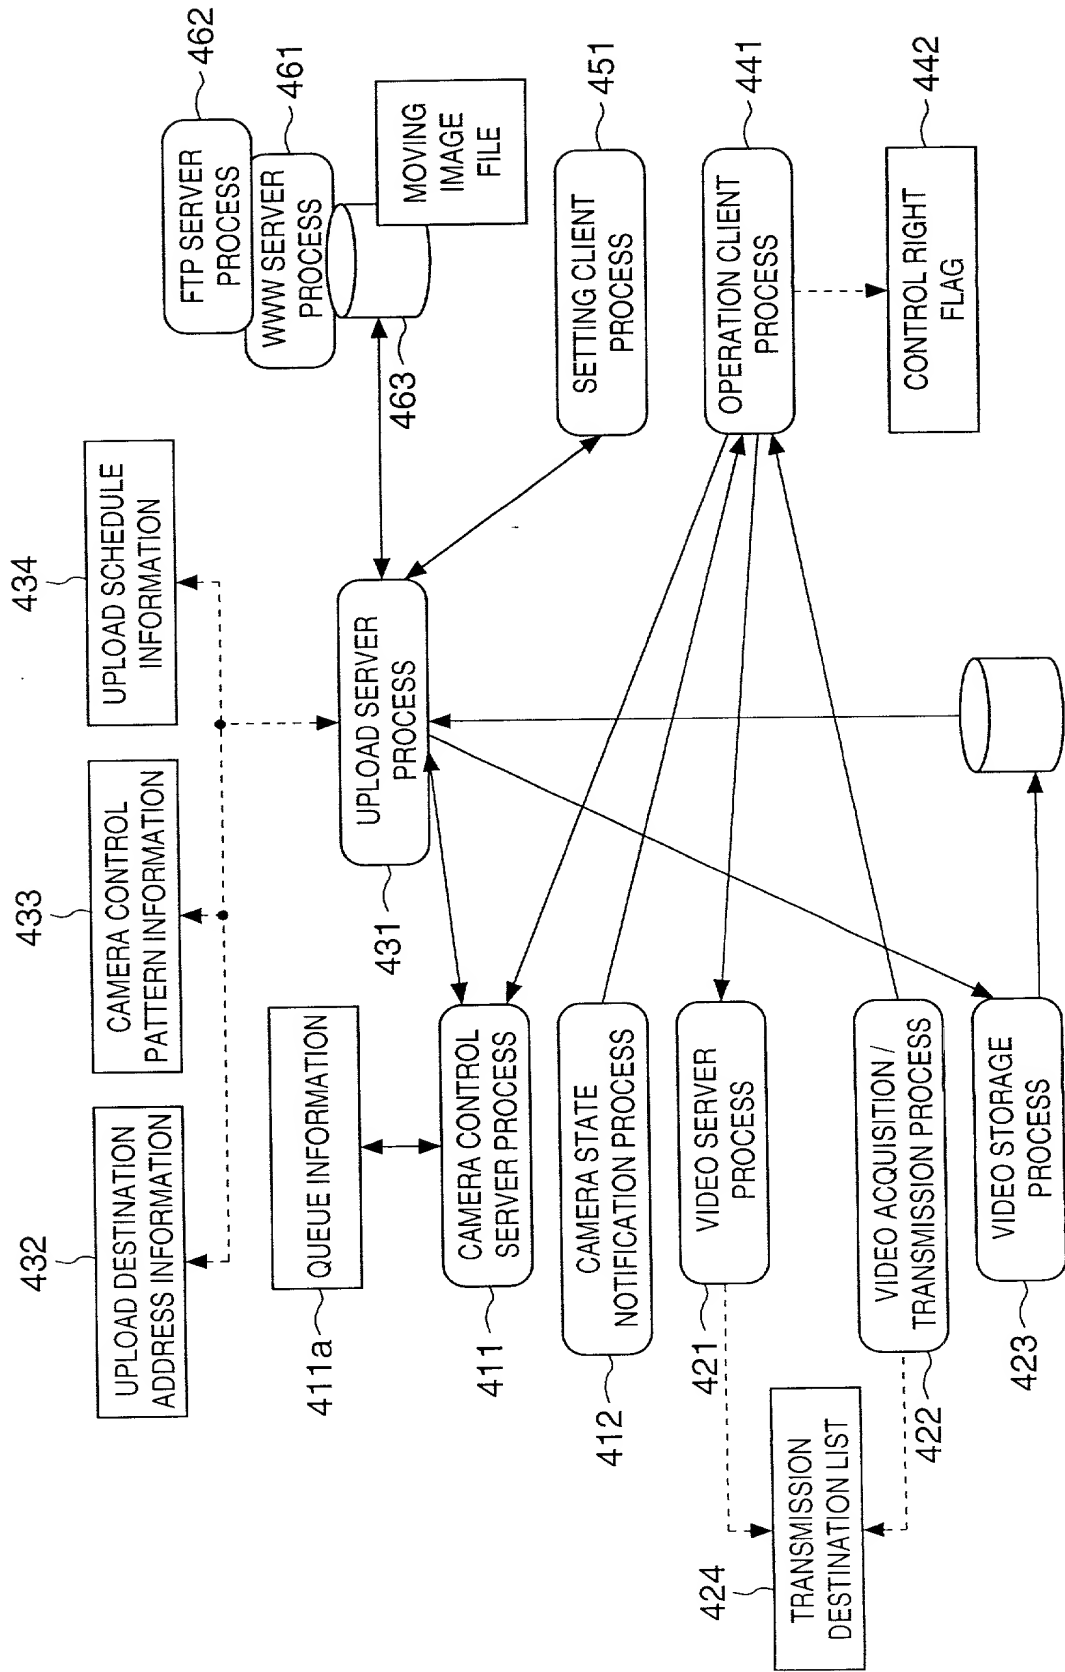 432
UPLOAD DESTINATION
ADDRESS INFORMATION
433
CAMERA CONTROL
PATTERN INFORMATION
434
UPLOAD SCHEDULE
INFORMATION
462
FTP SERVER
PROCESS
461
WWW SERVER
PROCESS
MOVING
IMAGE
FILE
463
411a
QUEUE INFORMATION
431
UPLOAD SERVER
PROCESS
451
SETTING CLIENT
PROCESS
411
CAMERA CONTROL
SERVER PROCESS
412
CAMERA STATE
NOTIFICATION PROCESS
441
OPERATION CLIENT
PROCESS
442
CONTROL RIGHT
FLAG
421
VIDEO SERVER
PROCESS
424
TRANSMISSION
DESTINATION LIST
422
VIDEO ACQUISITION /
TRANSMISSION PROCESS
423
VIDEO STORAGE
PROCESS